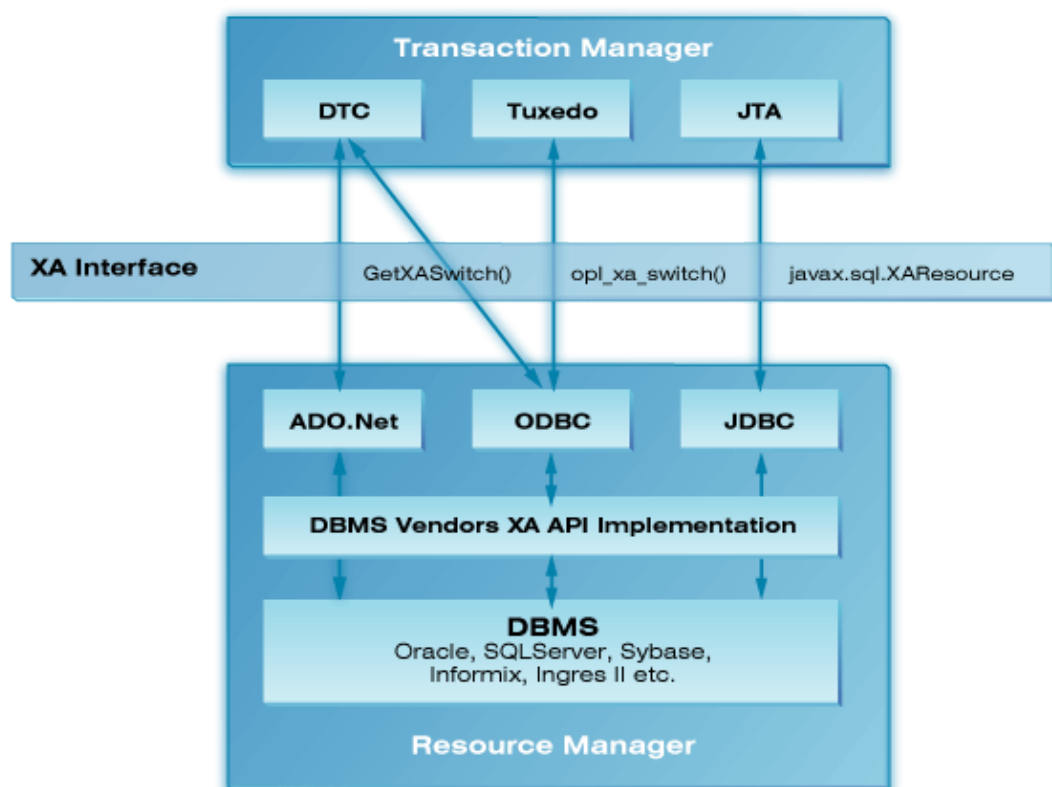 Transaction Manager
DTC
Tuxedo
JTA
XA Interface
GetXASwitch()
opl_xa_switch()
javax.sql.XAResource
ADO.Net
ODBC
JDBC
DBMS Vendors XA API Implementation
DBMS
Oracle, SQLServer, Sybase,
Informix, Ingres II etc.
Resource Manager